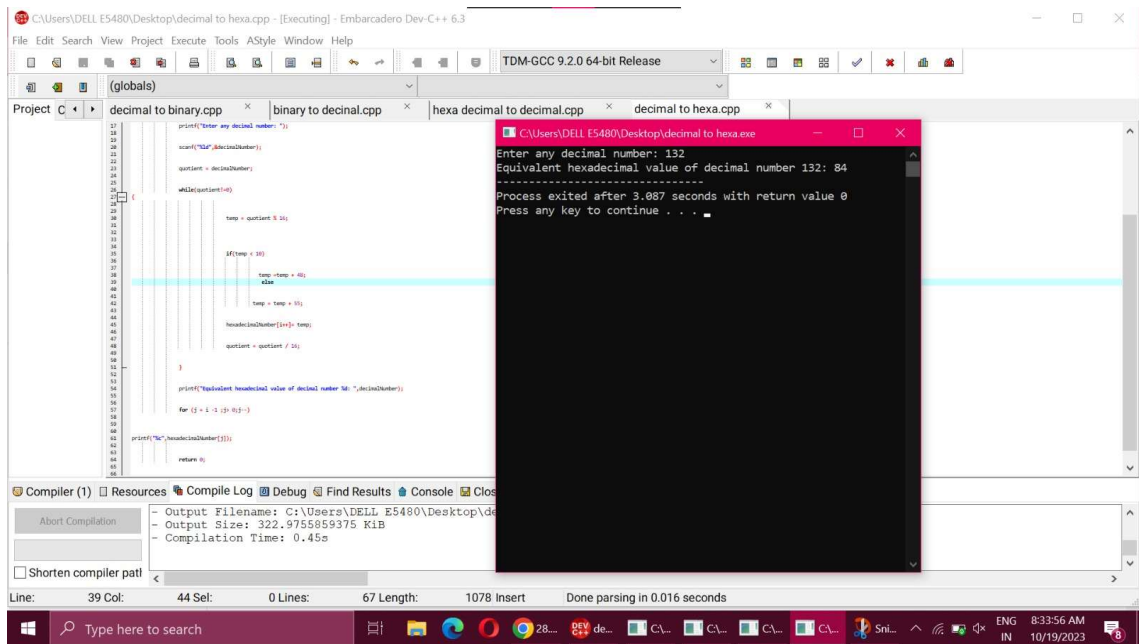 C:\Users\DELL E5480\Desktop\decimal to hexa.cpp - [Executing] - Embarcadero Dev-C++ 6.3
File Edit Search View Project Execute Tools AStyle Window Help
TDM-GCC 9.2.0 64-bit Release
(globals)
Project C decimal to binary.cpp binary to decinal.cpp hexa decimal to decimal.cpp decimal to hexa.cpp
printf("Enter any decimal number: ");
scanf("%ld",&decimalNumber);
quotient = decimalNumber;
while(quotient!=0)
{
temp = quotient % 16;
if(temp < 10)
temp =temp + 48;
else
temp = temp + 55;
hexadecimalNumber[i++]= temp;
quotient = quotient / 16;
}
printf("Equivalent hexadecimal value of decimal number %d: ",decimalNumber);
for (j = i -1 ;j> 0;j--)
printf("%c",hexadecimalNumber[j]);
return 0;
C:\Users\DELL E5480\Desktop\decimal to hexa.exe
Enter any decimal number: 132
Equivalent hexadecimal value of decimal number 132: 84
--------------------------------
Process exited after 3.087 seconds with return value 0
Press any key to continue . . .
Compiler (1) Resources Compile Log Debug Find Results Console Clos
Abort Compilation
Shorten compiler path
- Output Filename: C:\Users\DELL E5480\Desktop\de
- Output Size: 322.9755859375 KiB
- Compilation Time: 0.45s
Line: 39 Col: 44 Sel: 0 Lines: 67 Length: 1078 Insert Done parsing in 0.016 seconds
Type here to search
28... de... C:\... C:\... C:\... C:\... Sni...
ENG
IN
8:33:56 AM
10/19/2023
8